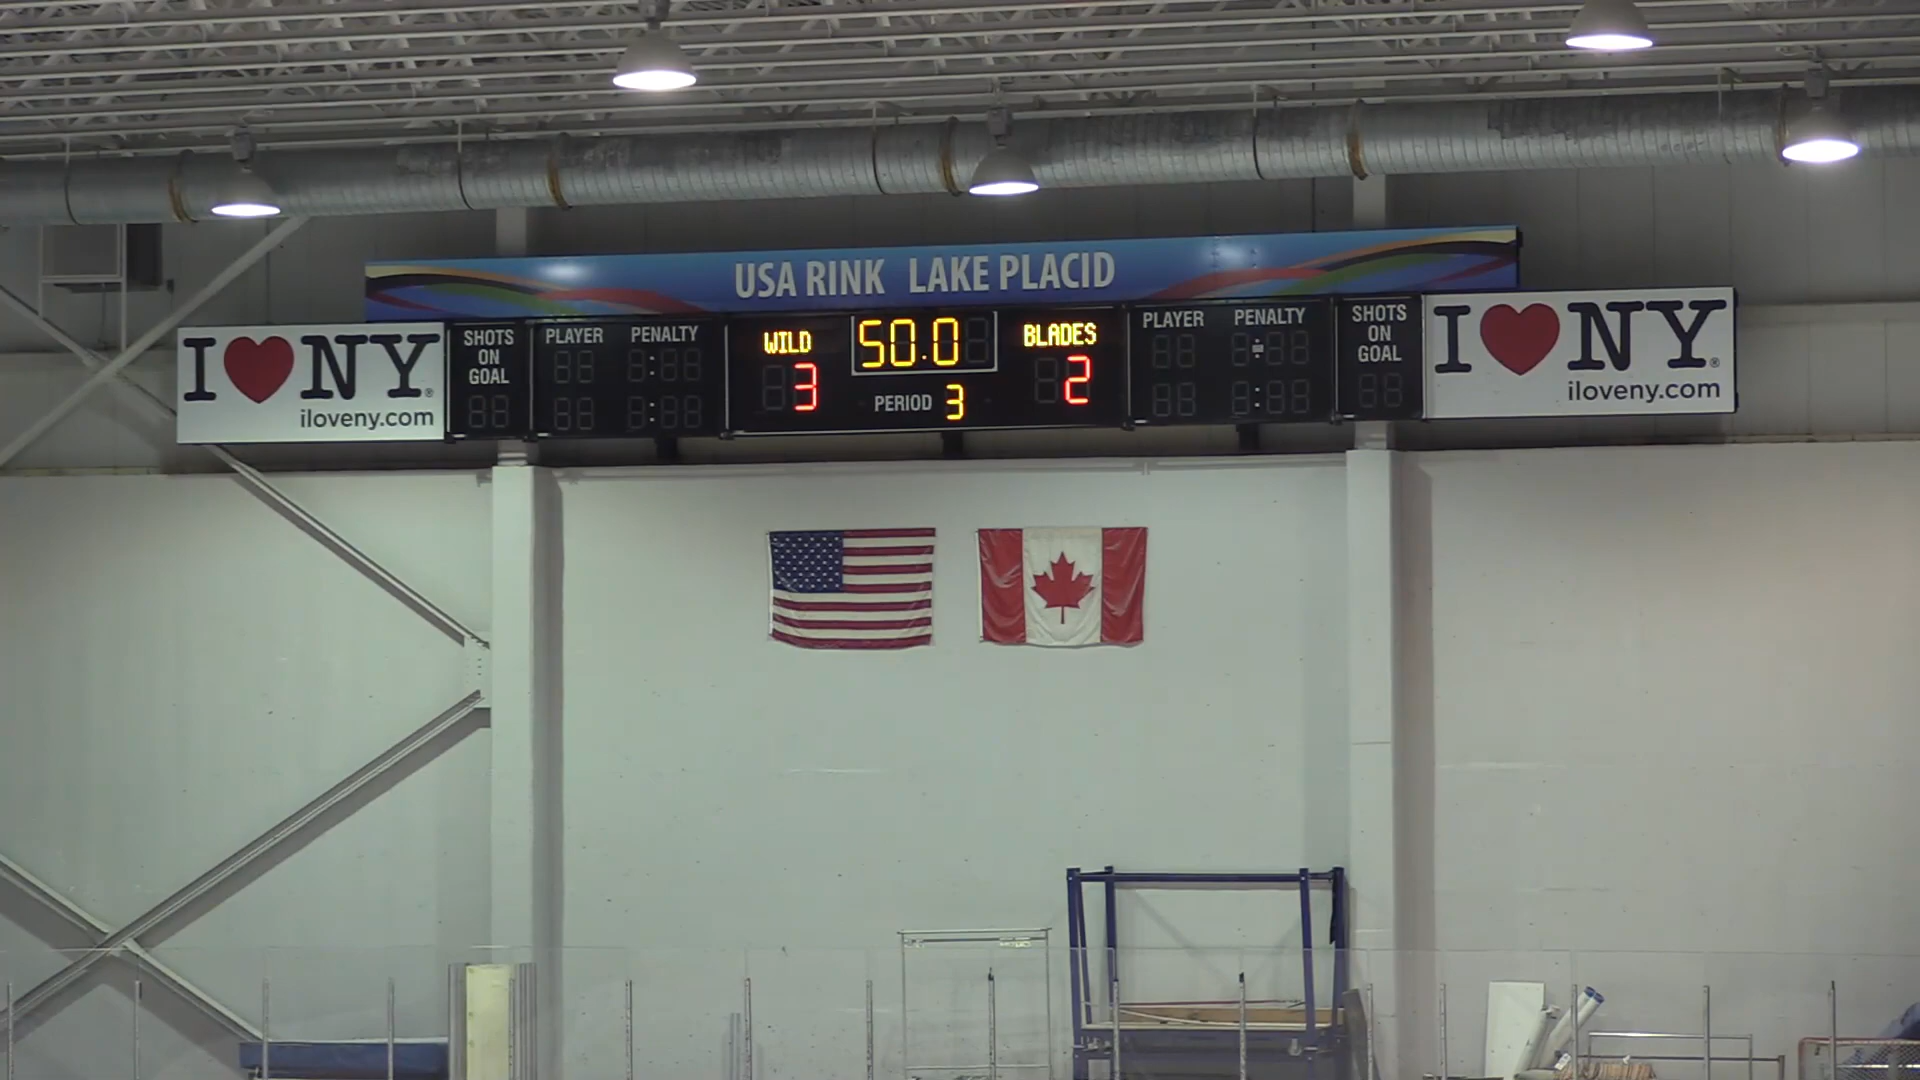 USA RINK LAKE PLACID
I ❤ NY®
iloveny.com
SHOTS
ON
GOAL
PLAYER PENALTY
WILD 50.0 BLADES
3 2
PERIOD 3
PLAYER PENALTY
SHOTS
ON
GOAL
I ❤ NY®
iloveny.com